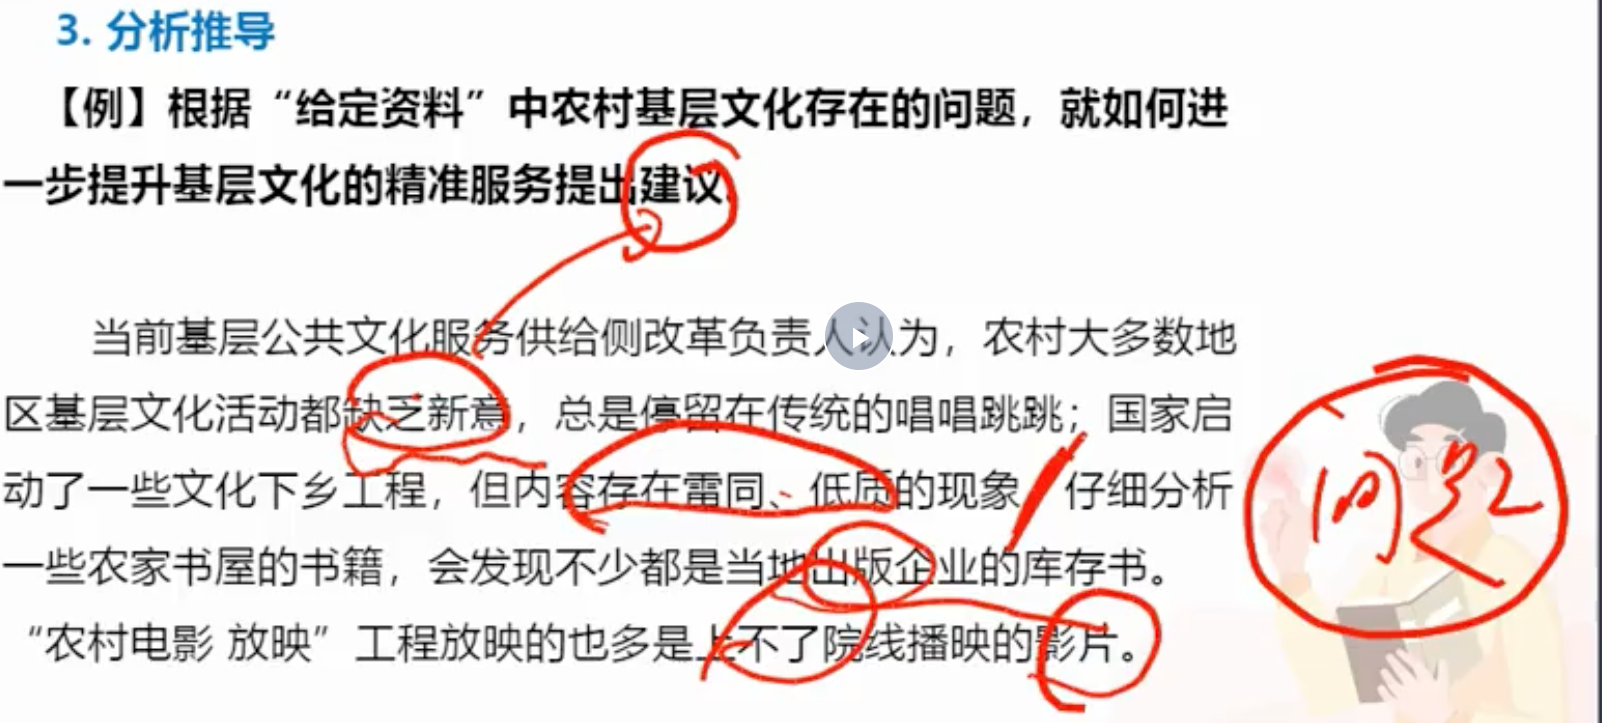 3. 分析推导
【例】根据“给定资料”中农村基层文化存在的问题，就如何进
一步提升基层文化的精准服务提出建议。
当前基层公共文化服务供给侧改革负责人认为，农村大多数地
区基层文化活动都缺乏新意，总是停留在传统的唱唱跳跳；国家启
动了一些文化下乡工程，但内容存在雷同、低质的现象，仔细分析
一些农家书屋的书籍，会发现不少都是当地出版企业的库存书。
“农村电影 放映”工程放映的也多是上不了院线播映的影片。
问题